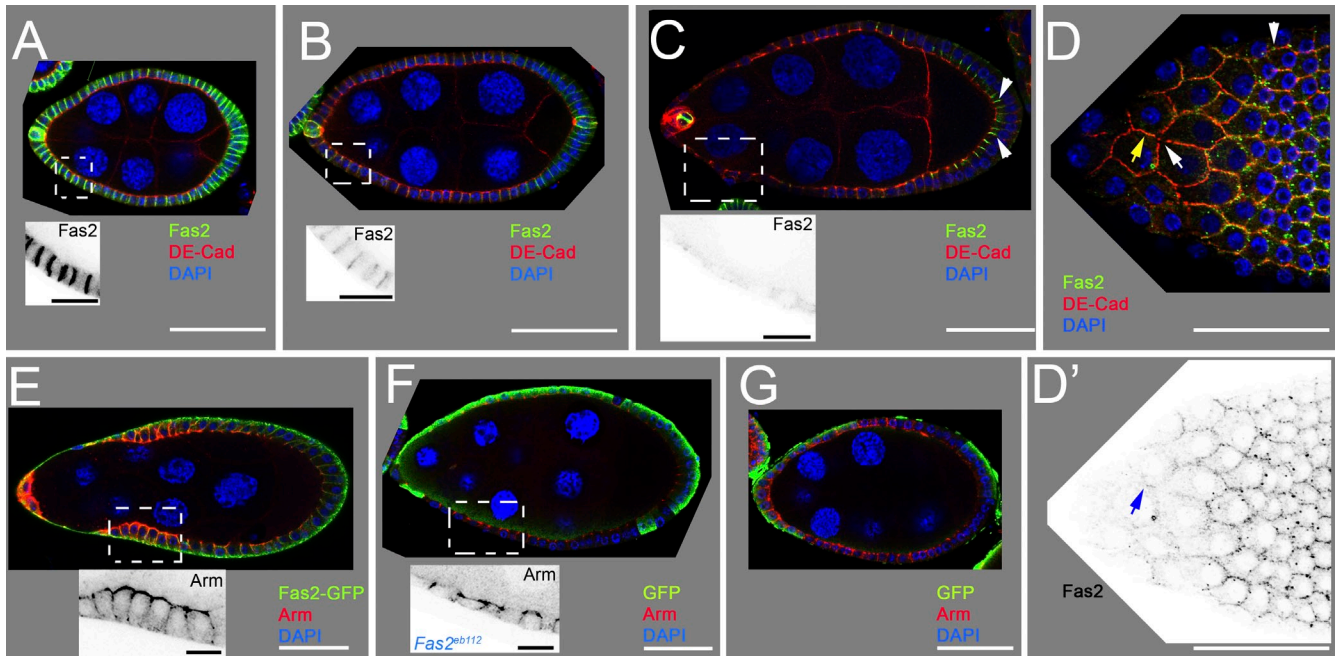 A
Fas2
Fas2
DE-Cad
DAPI
B
Fas2
Fas2
DE-Cad
DAPI
C
Fas2
Fas2
DE-Cad
DAPI
D
Fas2
DE-Cad
DAPI
E
Arm
Fas2-GFP
Arm
DAPI
F
Arm
Fas2eb112
GFP
Arm
DAPI
G
GFP
Arm
DAPI
D’
Fas2